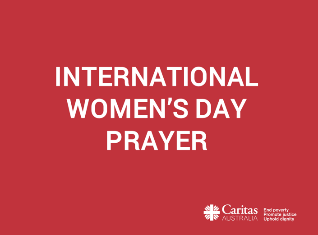 INTERNATIONAL
WOMEN'S DAY
PRAYER
Caritas
AUSTRALIA
End poverty
Promote justice
Uphold dignity